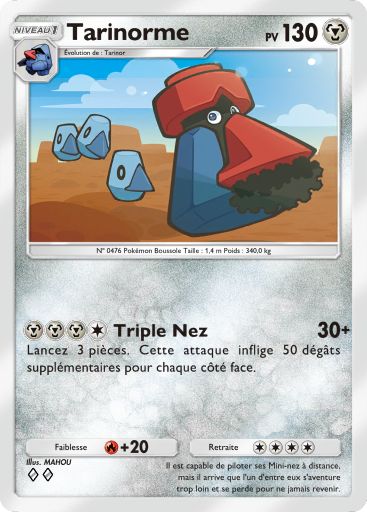 NIVEAU 1
Tarinorme
PV 130
Évolution de : Tarinor
N° 0476 Pokémon Boussole Taille : 1,4 m Poids : 340.0 kg
Triple Nez 30+
Lancez 3 pièces. Cette attaque inflige 50 dégâts
supplémentaires pour chaque côté face.
Faiblesse +20 Retraite
Illus. MAHOU
Il est capable de piloter ses Mini-nez à distance,
mais il arrive que l'un d'entre eux s'aventure
trop loin et se perde pour ne jamais revenir.